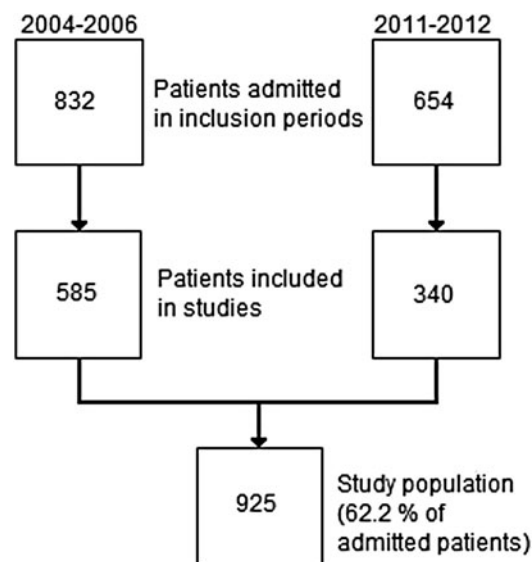 2004-2006
2011-2012
832
Patients admitted
in inclusion periods
654
585
Patients included
in studies
340
925
Study population
(62.2 % of
admitted patients)